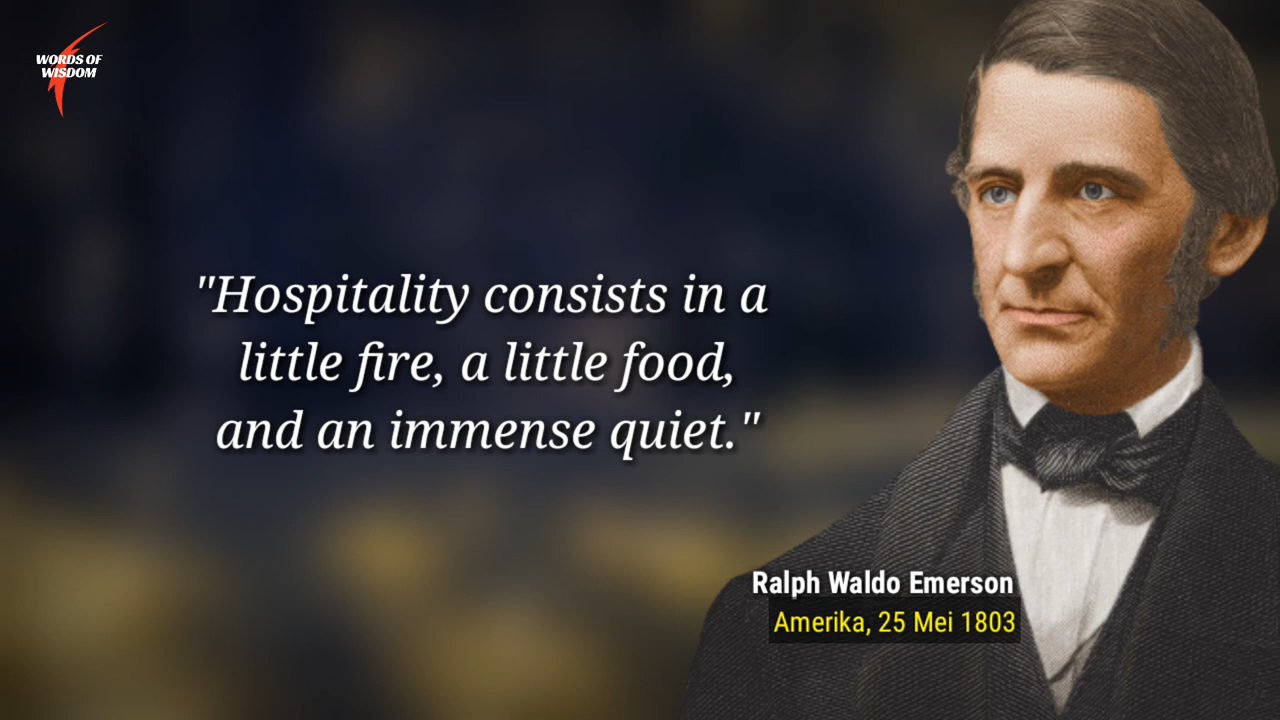 WORDS OF
WISDOM
"Hospitality consists in a
little fire, a little food,
and an immense quiet."
Ralph Waldo Emerson
Amerika, 25 Mei 1803